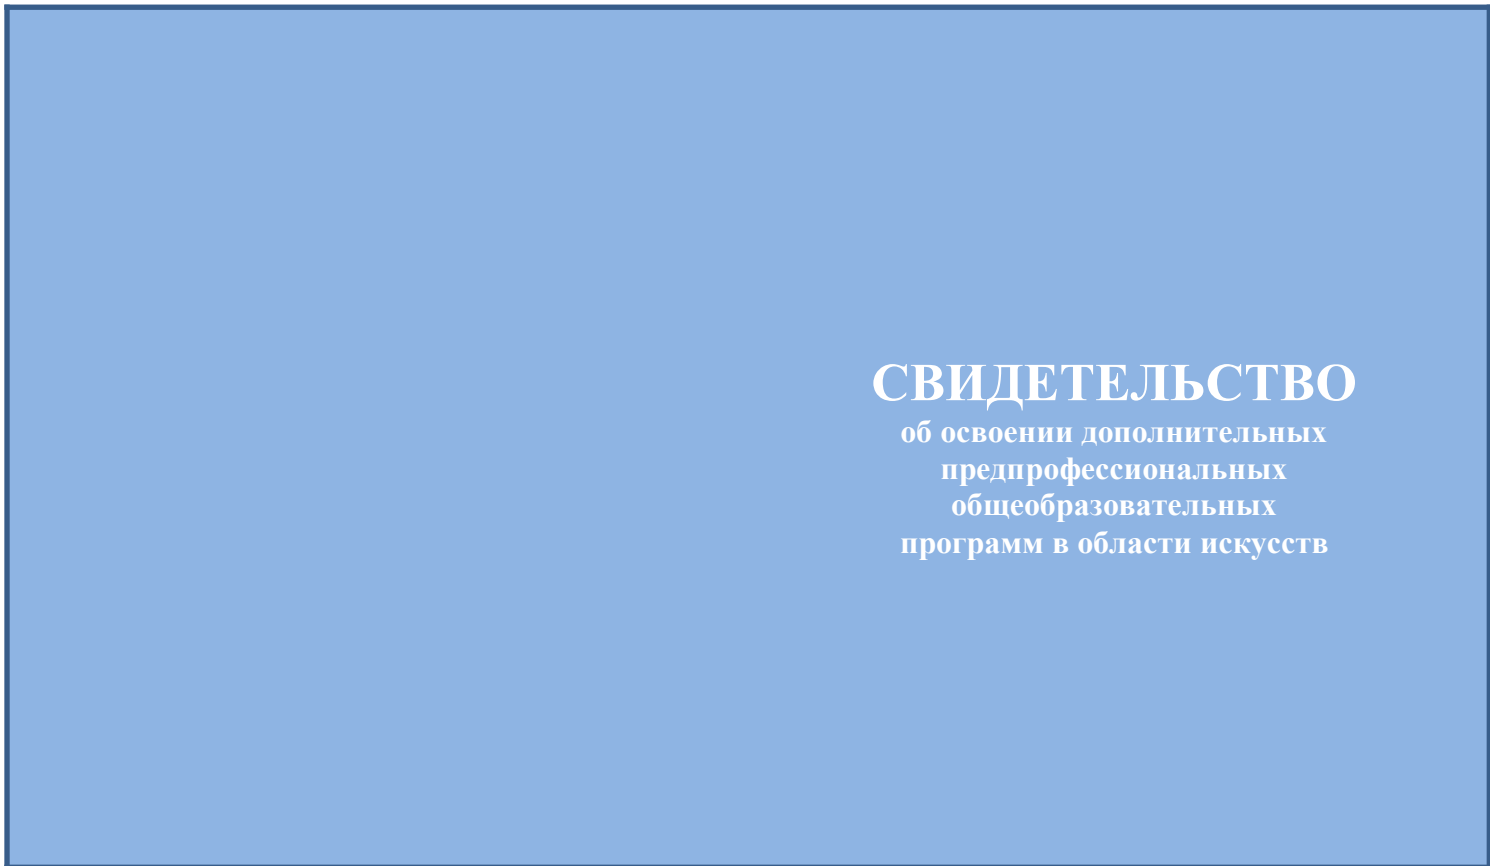 СВИДЕТЕЛЬСТВО
об освоении дополнительных
предпрофессиональных
общеобразовательных
программ в области искусств